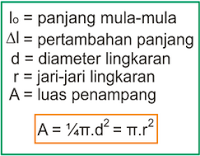 lo = panjang mula-mula
Δl = pertambahan panjang
d = diameter lingkaran
r = jari-jari lingkaran
A = luas penampang
A = ¼π.d² = π.r²